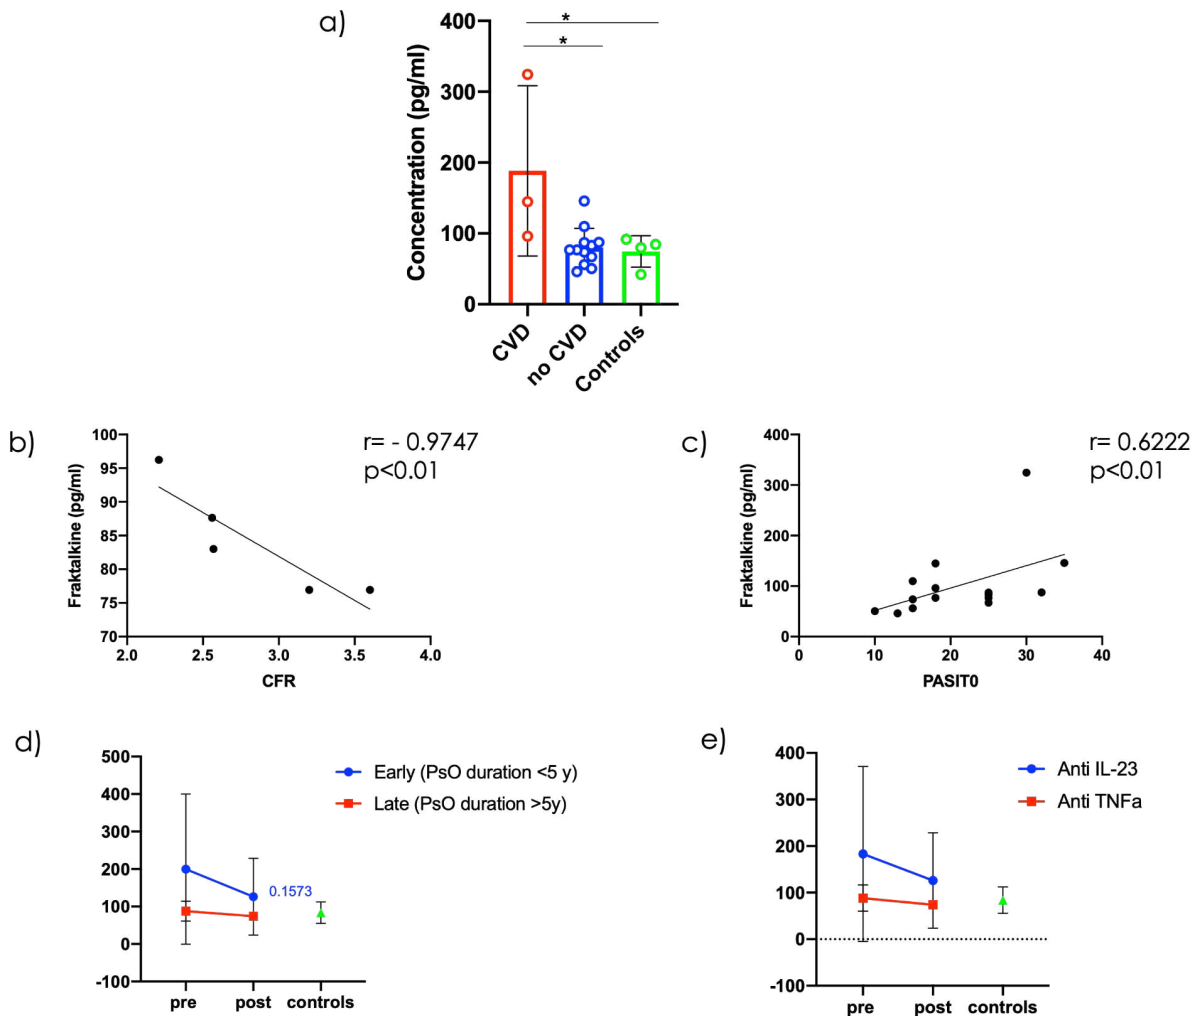 a)
Concentration (pg/ml)
400
300
200
100
0
*
*
CVD
no CVD
Controls
b)
Fraktalkine (pg/ml)
100
95
90
85
80
75
70
2.0
2.5
3.0
3.5
4.0
CFR
r= - 0.9747
p<0.01
c)
Fraktalkine (pg/ml)
400
300
200
100
0
0
10
20
30
40
PASIT0
r= 0.6222
p<0.01
d)
500
400
300
200
100
0
-100
pre
post
controls
0.1573
Early (PsO duration <5 y)
Late (PsO duration >5y)
e)
400
300
200
100
0
-100
pre
post
controls
Anti IL-23
Anti TNFa